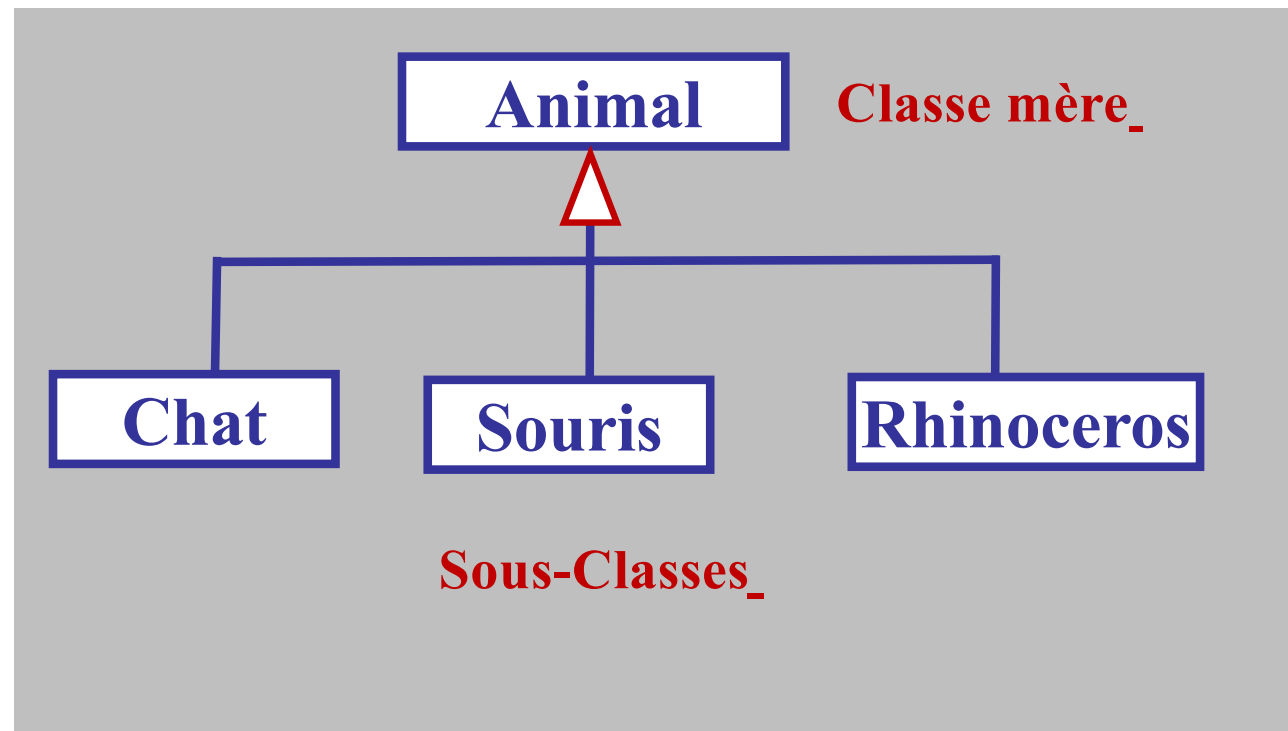 Animal
Classe mère
Chat
Souris
Rhinoceros
Sous-Classes